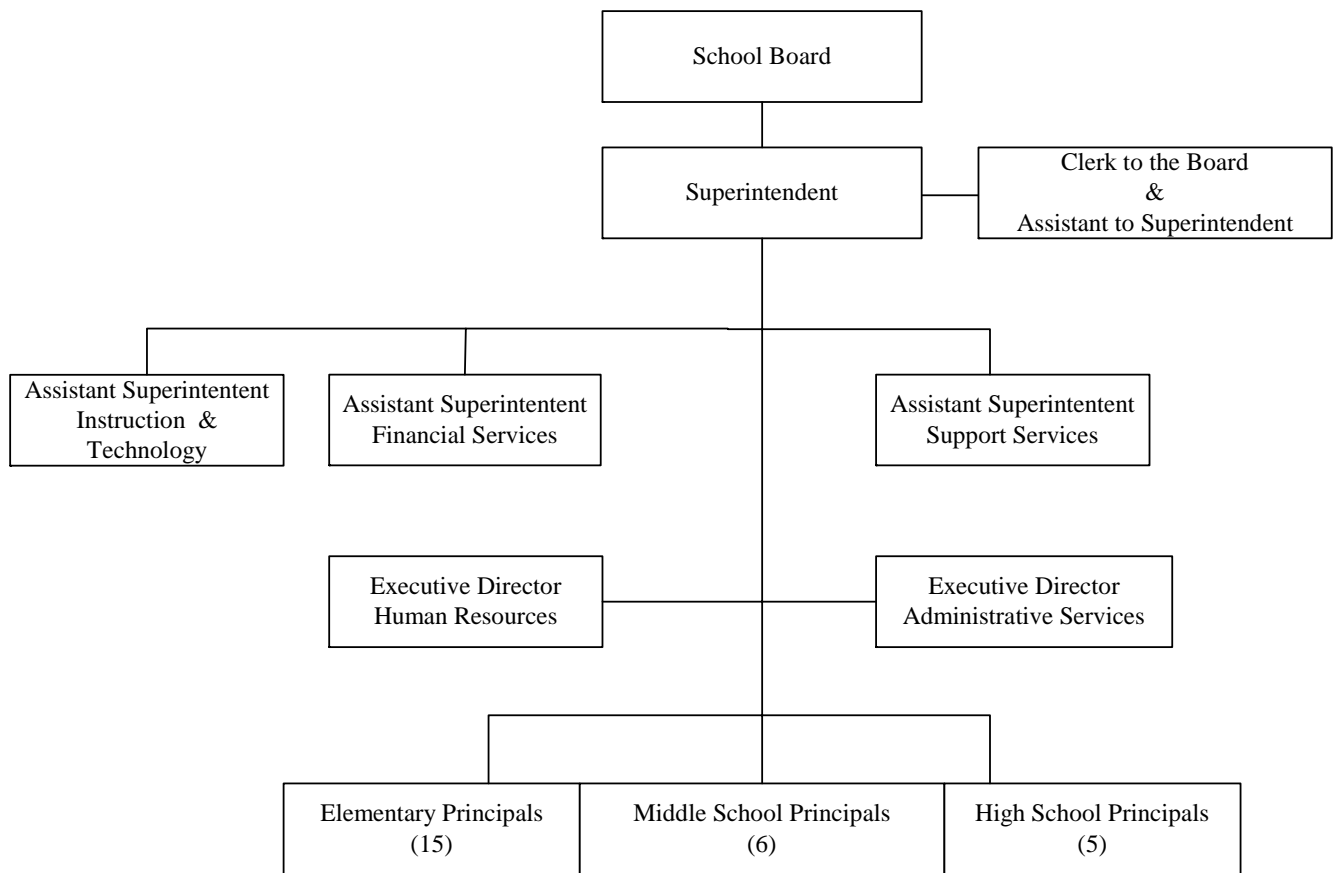 School Board
Superintendent
Clerk to the Board
&
Assistant to Superintendent
Assistant Superintentent
Instruction &
Technology
Assistant Superintentent
Financial Services
Assistant Superintentent
Support Services
Executive Director
Human Resources
Executive Director
Administrative Services
Elementary Principals
(15)
Middle School Principals
(6)
High School Principals
(5)